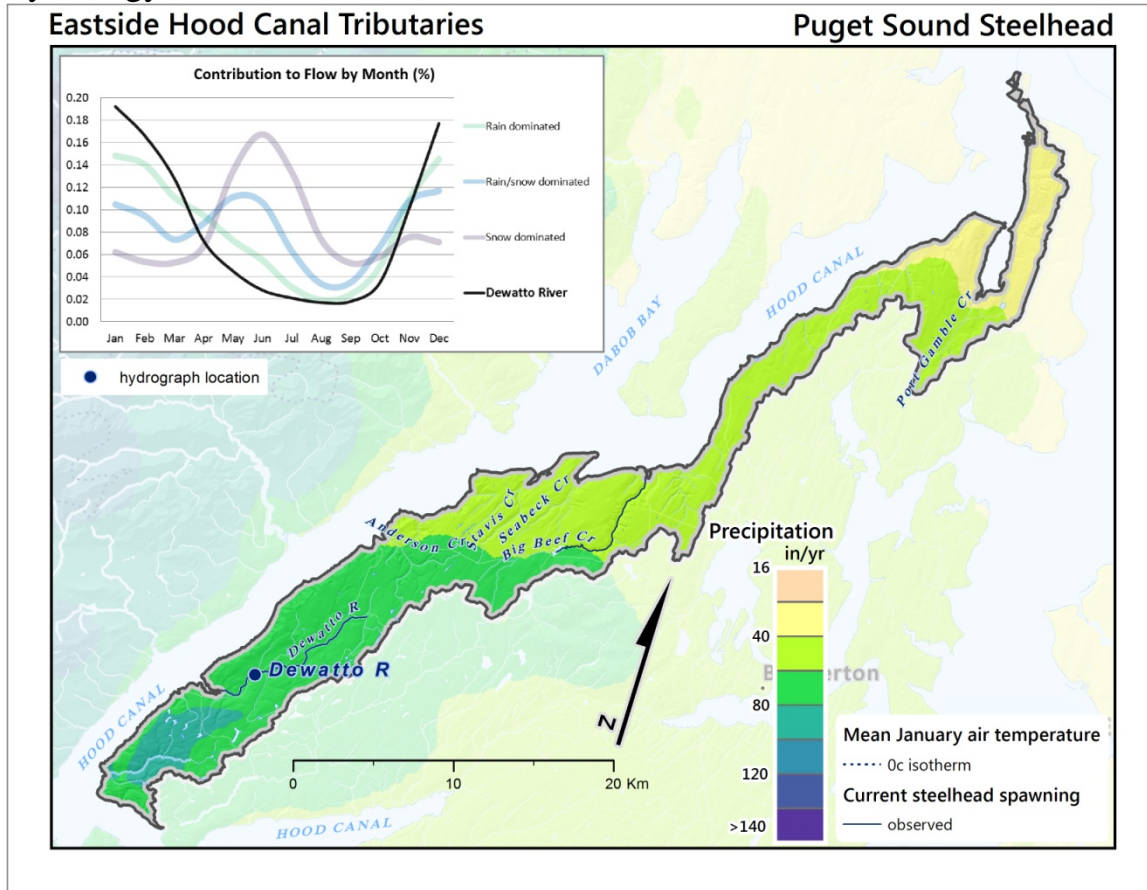 Eastside Hood Canal Tributaries
Puget Sound Steelhead
Contribution to Flow by Month (%)
0.20
0.18
0.16
0.14
0.12
0.10
0.08
0.06
0.04
0.02
0.00
Jan Feb Mar Apr May Jun Jul Aug Sep Oct Nov Dec
Rain dominated
Rain/snow dominated
Snow dominated
Dewatto River
hydrograph location
HOOD CANAL
DABOB BAY
Port Gamble Cr
Anderson Cr
Stavis Cr
Seabeck Cr
Big Beef Cr
Dewatto R
Dewatto R
HOOD CANAL
HOOD CANAL
N
0 10 20 Km
Precipitation
in/yr
16
40
80
120
>140
Mean January air temperature
0c isotherm
Current steelhead spawning
observed